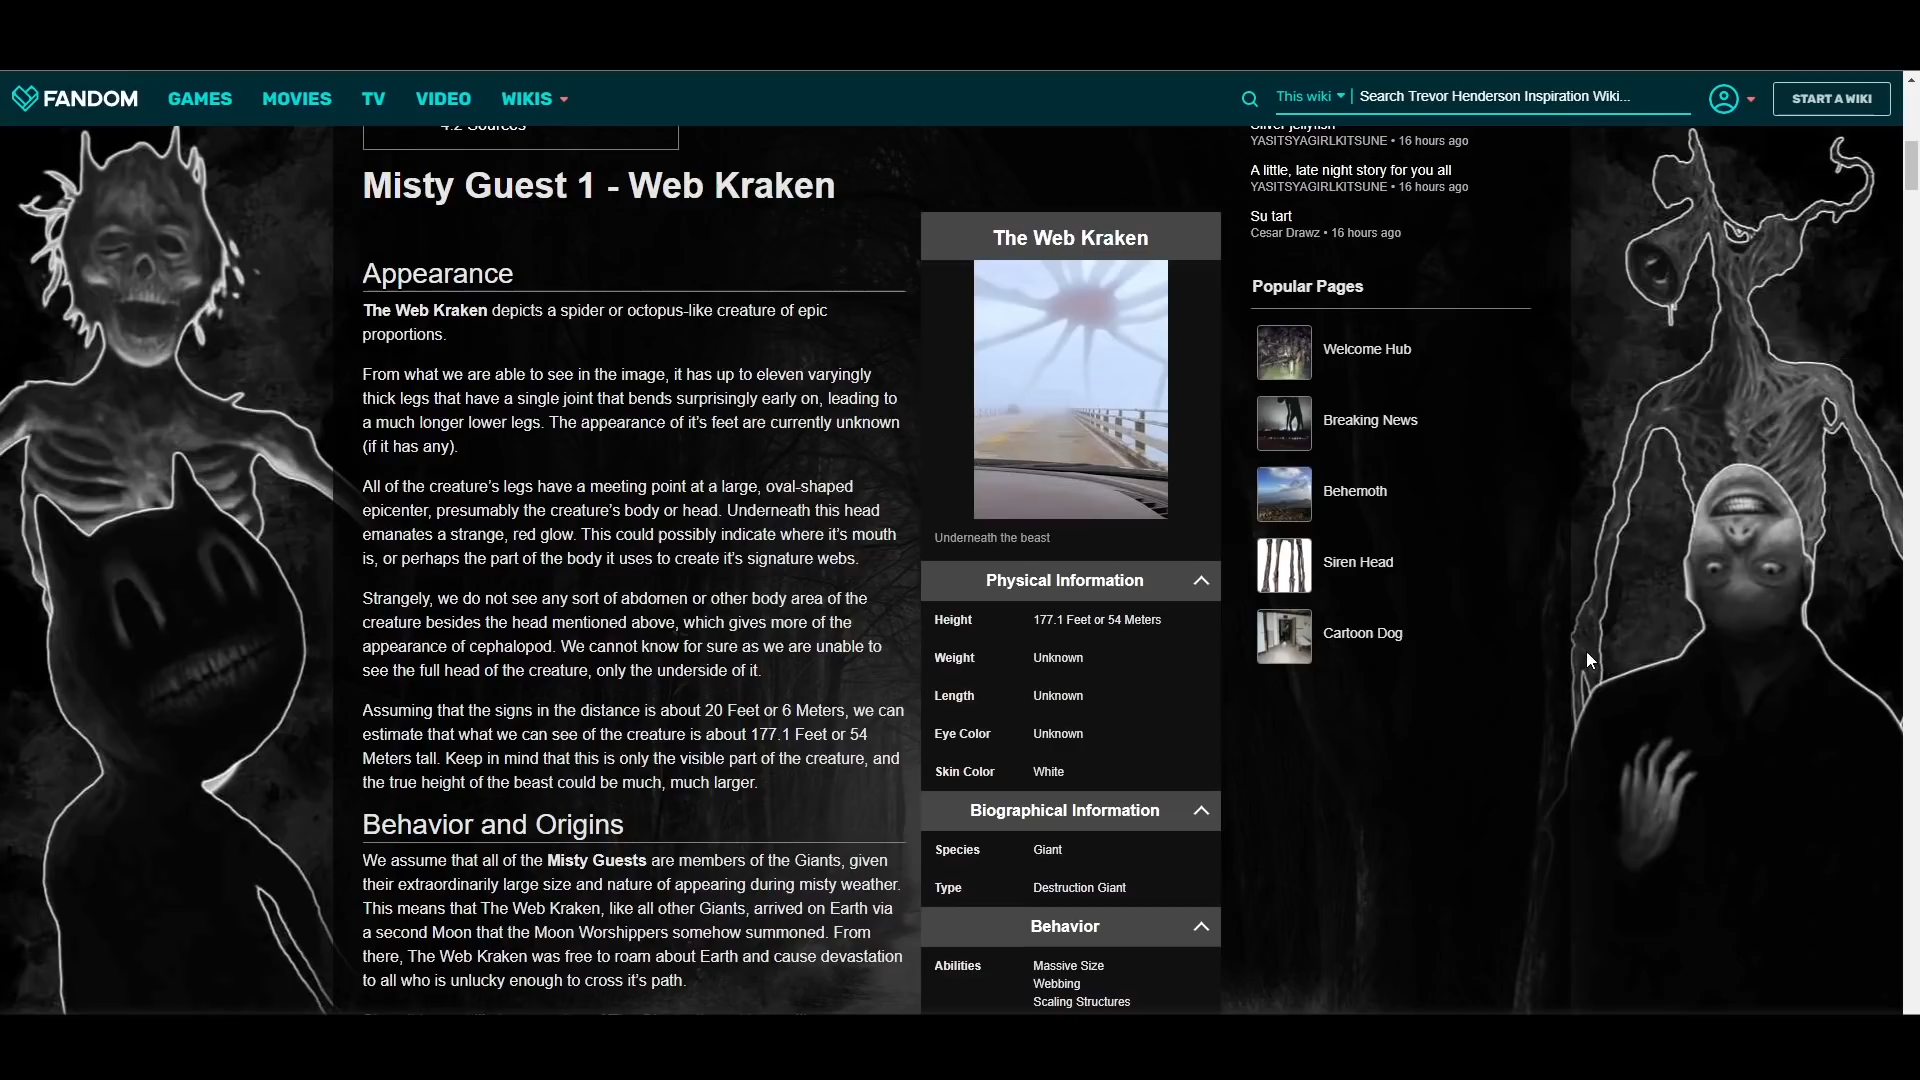 FANDOM
GAMES
MOVIES
TV
VIDEO
WIKIS
This wiki
Search Trevor Henderson Inspiration Wiki...
START A WIKI
4.2 Sources
Misty Guest 1 - Web Kraken
Appearance
The Web Kraken depicts a spider or octopus-like creature of epic
proportions.
From what we are able to see in the image, it has up to eleven varyingly
thick legs that have a single joint that bends surprisingly early on, leading to
a much longer lower legs. The appearance of it's feet are currently unknown
(if it has any).
All of the creature's legs have a meeting point at a large, oval-shaped
epicenter, presumably the creature's body or head. Underneath this head
emanates a strange, red glow. This could possibly indicate where it's mouth
is, or perhaps the part of the body it uses to create it's signature webs.
Strangely, we do not see any sort of abdomen or other body area of the
creature besides the head mentioned above, which gives more of the
appearance of cephalopod. We cannot know for sure as we are unable to
see the full head of the creature, only the underside of it.
Assuming that the signs in the distance is about 20 Feet or 6 Meters, we can
estimate that what we can see of the creature is about 177.1 Feet or 54
Meters tall. Keep in mind that this is only the visible part of the creature, and
the true height of the beast could be much, much larger.
Behavior and Origins
We assume that all of the Misty Guests are members of the Giants, given
their extraordinarily large size and nature of appearing during misty weather.
This means that The Web Kraken, like all other Giants, arrived on Earth via
a second Moon that the Moon Worshippers somehow summoned. From
there, The Web Kraken was free to roam about Earth and cause devastation
to all who is unlucky enough to cross it's path.
The Web Kraken
Underneath the beast
Physical Information
Height 177.1 Feet or 54 Meters
Weight Unknown
Length Unknown
Eye Color Unknown
Skin Color White
Biographical Information
Species Giant
Type Destruction Giant
Behavior
Abilities Massive Size
Webbing
Scaling Structures
Silver jellyfish
YASITSYAGIRLKITSUNE • 16 hours ago
A little, late night story for you all
YASITSYAGIRLKITSUNE • 16 hours ago
Su tart
Cesar Drawz • 16 hours ago
Popular Pages
Welcome Hub
Breaking News
Behemoth
Siren Head
Cartoon Dog